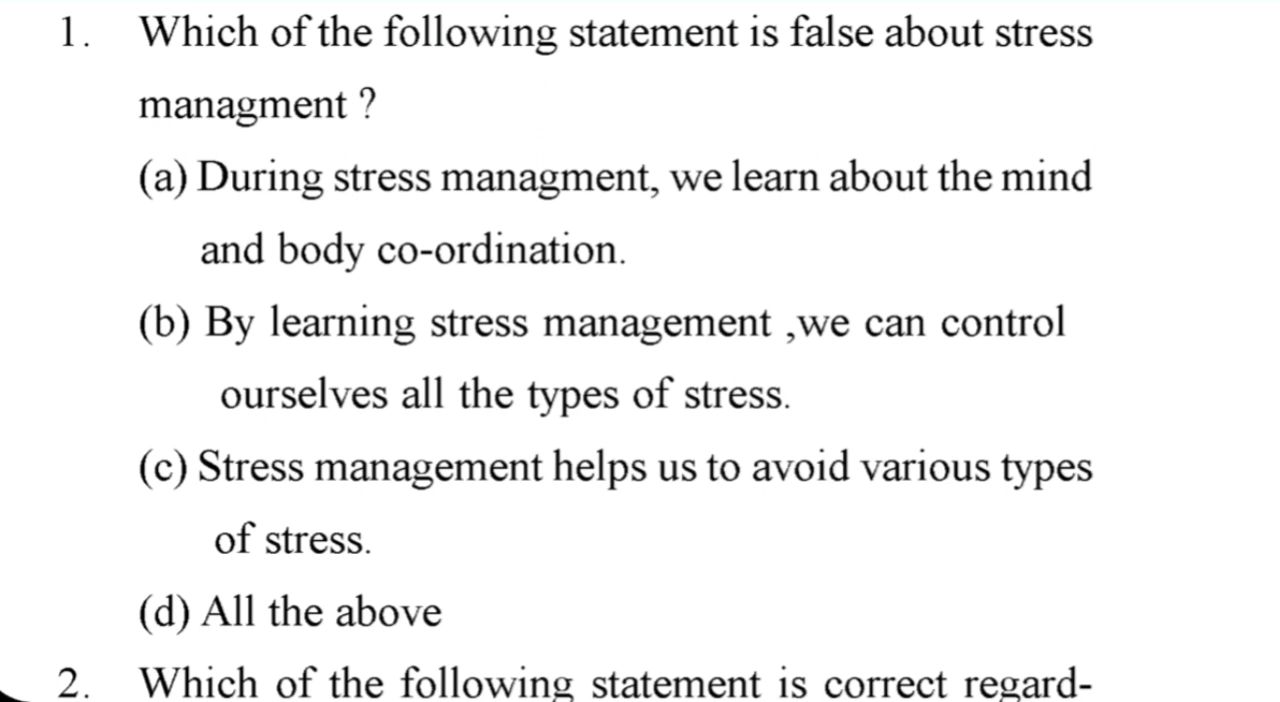 1. Which of the following statement is false about stress
managment ?
(a) During stress managment, we learn about the mind
and body co-ordination.
(b) By learning stress management ,we can control
ourselves all the types of stress.
(c) Stress management helps us to avoid various types
of stress.
(d) All the above
2. Which of the following statement is correct regard-